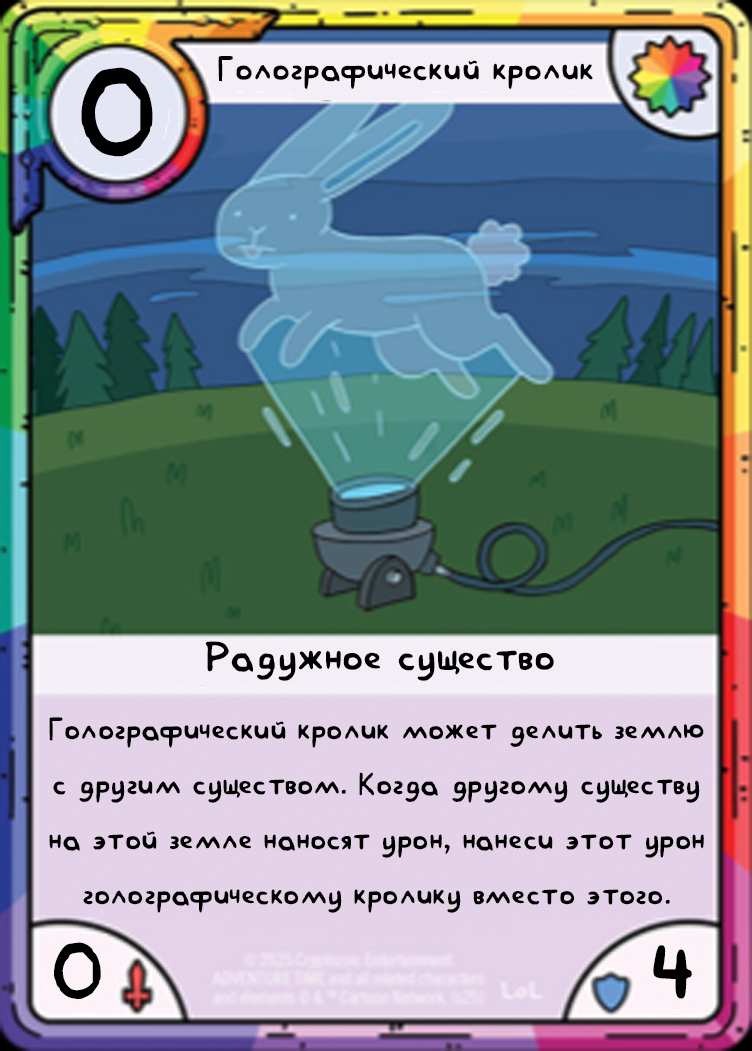 0
Голографический кролик
Радужное существо
Голографический кролик может делить землю
с другим существом. Когда другому существу
на этой земле наносят урон, нанеси этот урон
голографическому кролику вместо этого.
0
4
© 2025 Cryptozoic Entertainment
ADVENTURE TIME and all related characters
and elements © & ™ Cartoon Network. (s25)
LoL